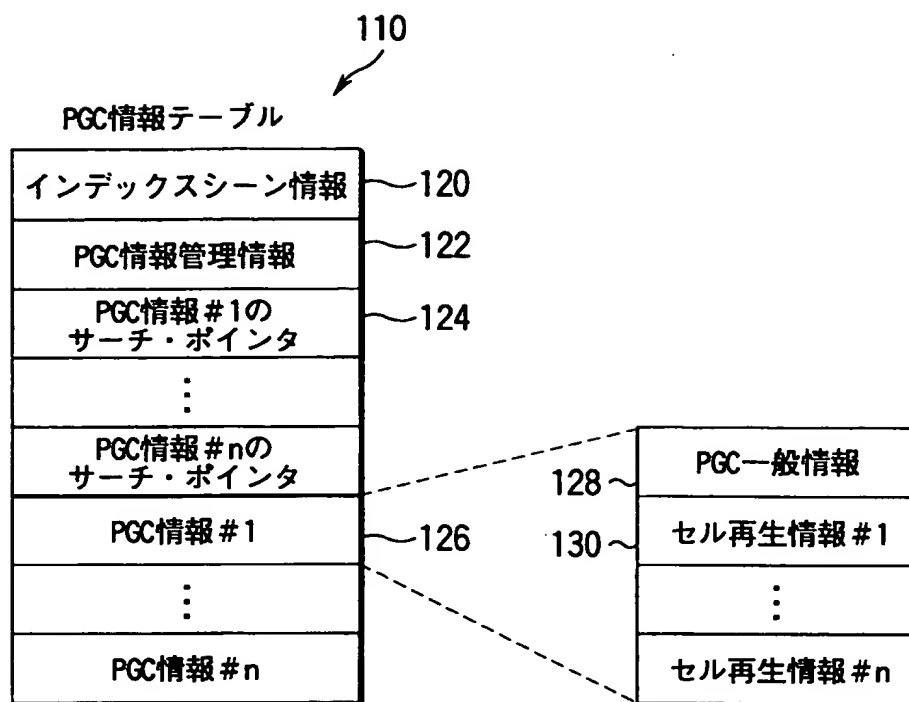 110
PGC情報テーブル
インデックスシーン情報
120
PGC情報管理情報
122
PGC情報#1の
サーチ・ポインタ
124
⋮
PGC情報#nの
サーチ・ポインタ
PGC情報#1
126
⋮
PGC情報#n
PGC一般情報
128
セル再生情報#1
130
⋮
セル再生情報#n